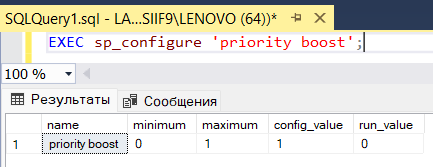 SQLQuery1.sql - LA...SIIF9\LENOVO (64))*
EXEC sp_configure 'priority boost';
100 %
Результаты Сообщения
name minimum maximum config_value run_value
1 priority boost 0 1 1 0